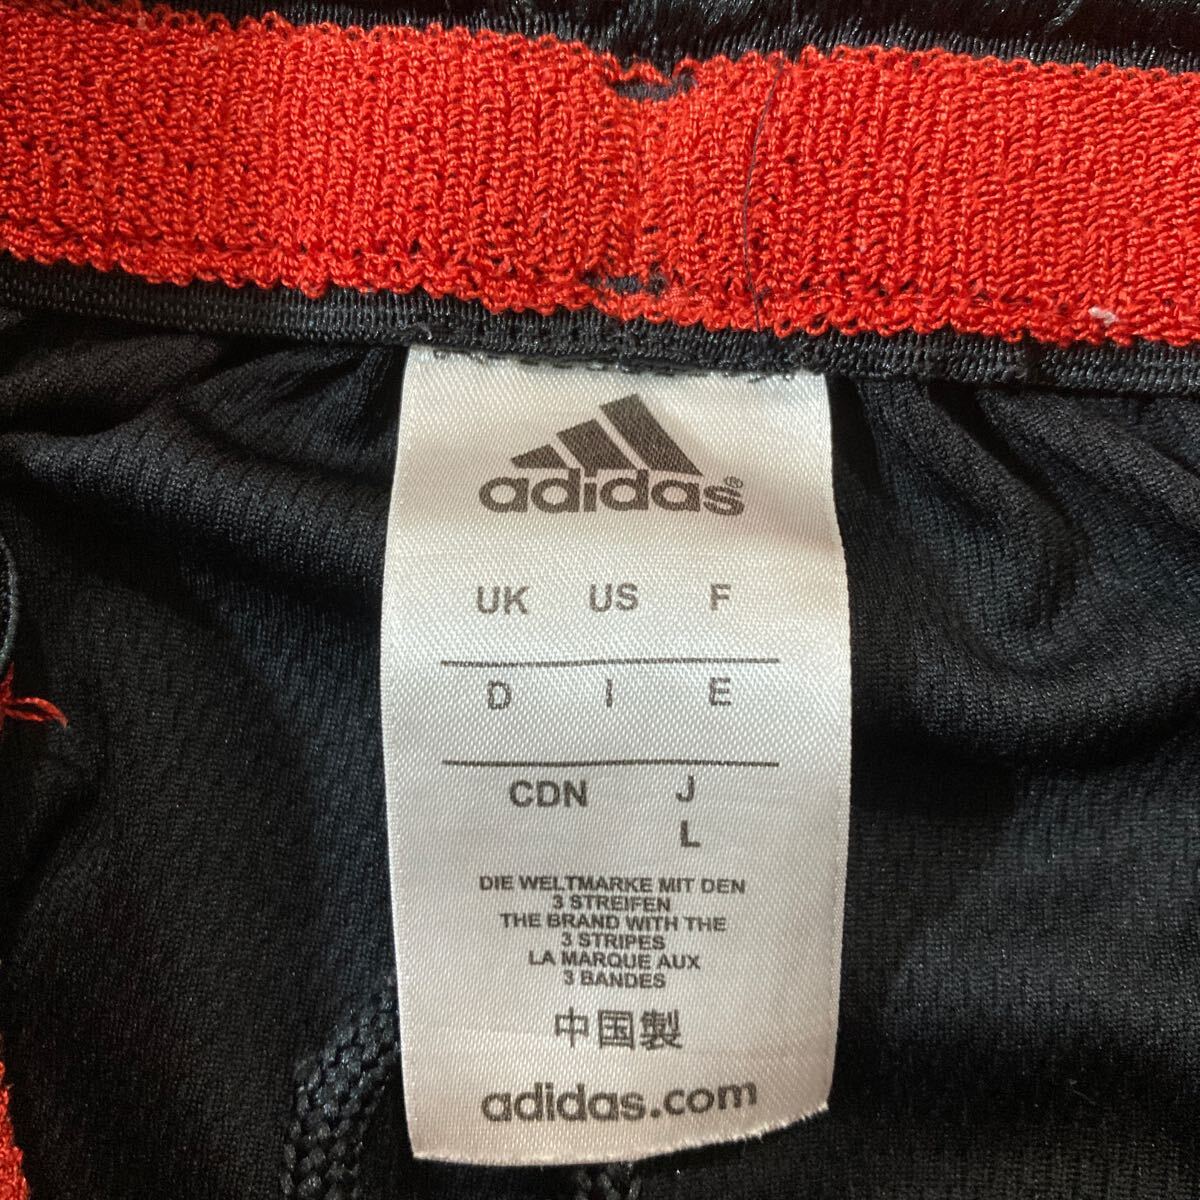 adidas®
UK US F
D I E
CDN J
L
DIE WELTMARKE MIT DEN
3 STREIFEN
THE BRAND WITH THE
3 STRIPES
LA MARQUE AUX
3 BANDES
中国製
adidas.com